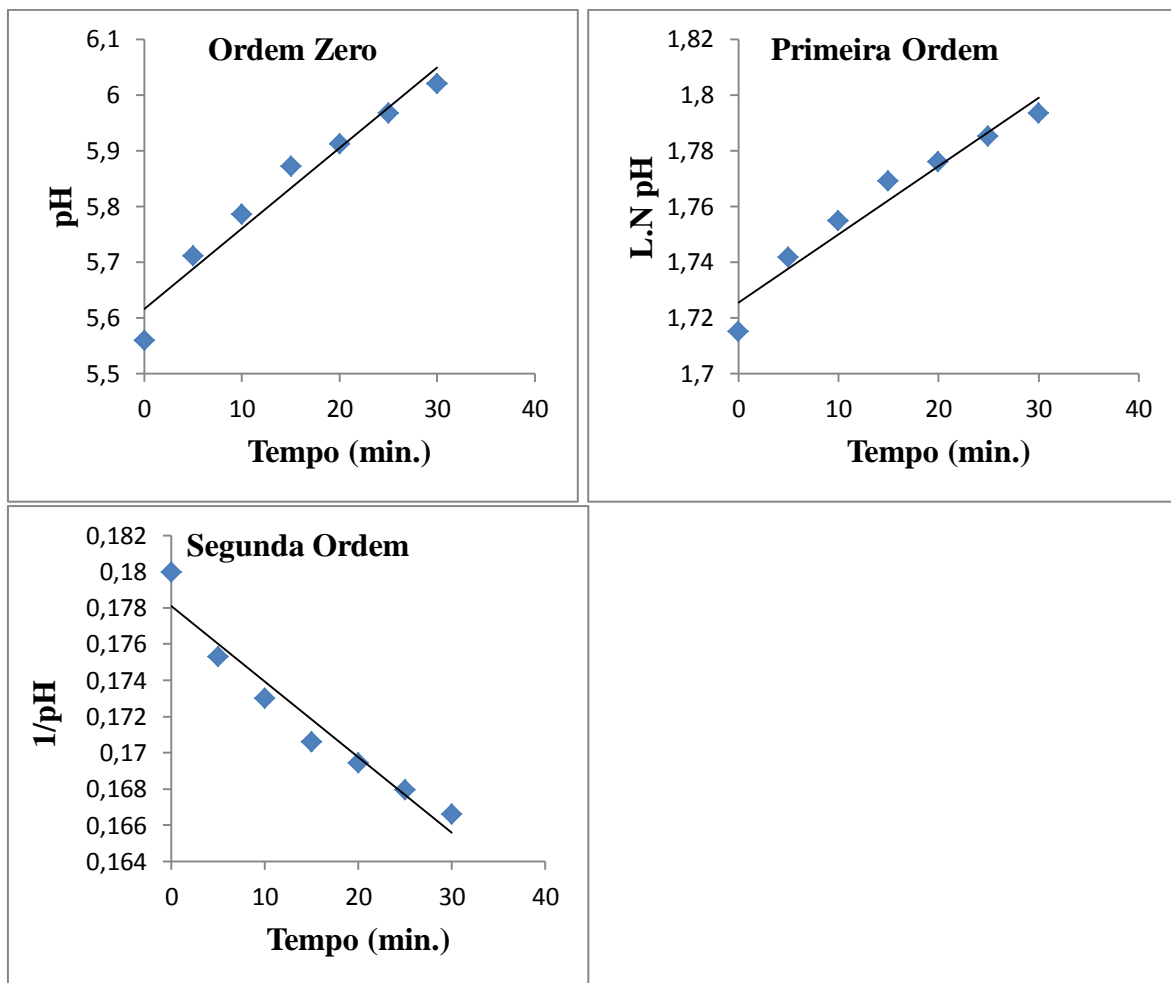 Ordem Zero
6,1
6
5,9
5,8
5,7
5,6
5,5
pH
0 10 20 30 40
Tempo (min.)
Primeira Ordem
1,82
1,8
1,78
1,76
1,74
1,72
1,7
L.N pH
0 10 20 30 40
Tempo (min.)
Segunda Ordem
0,182
0,18
0,178
0,176
0,174
0,172
0,17
0,168
0,166
0,164
1/pH
0 10 20 30 40
Tempo (min.)